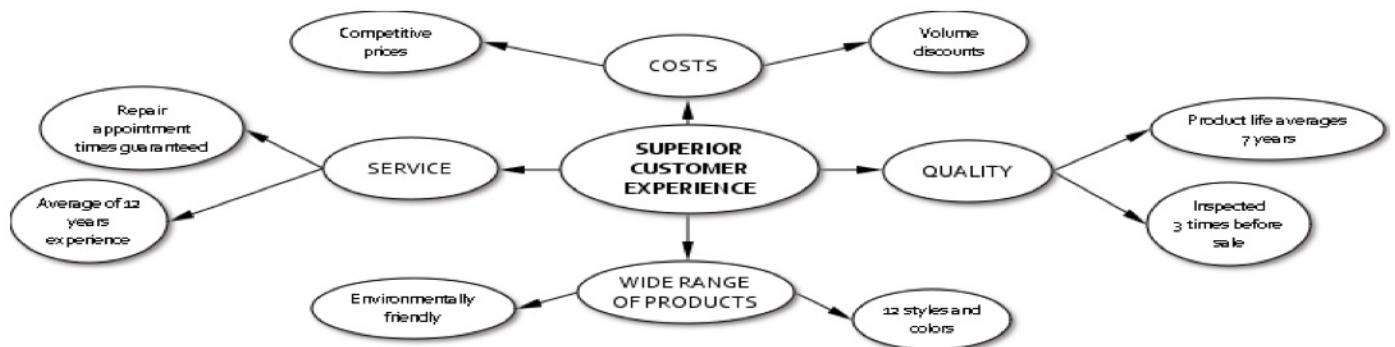 Competitive
prices
COSTS
Volume
discounts
Repair
appointment
times guaranteed
SERVICE
Average of 12
years
experience
SUPERIOR
CUSTOMER
EXPERIENCE
QUALITY
Product life averages
7 years
Inspected
3 times before
sale
WIDE RANGE
OF PRODUCTS
Environmentally
friendly
12 styles and
colors